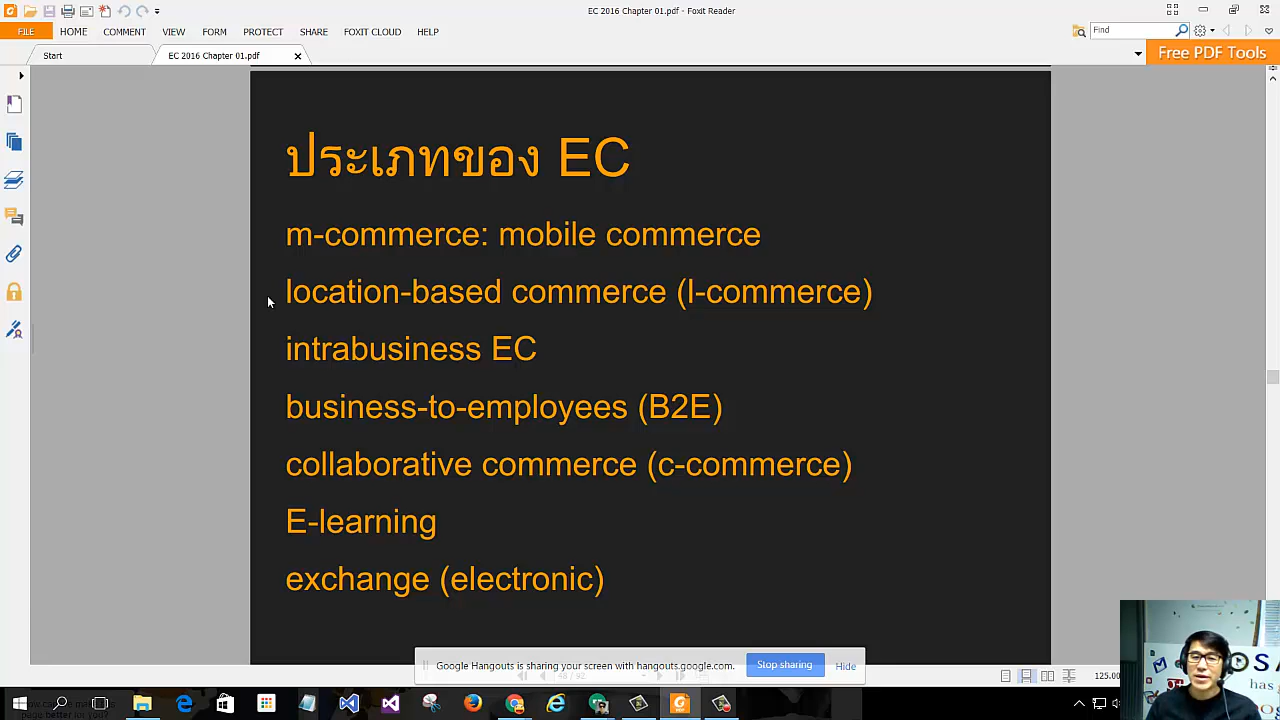 EC 2016 Chapter 01.pdf - Foxit Reader
FILE HOME COMMENT VIEW FORM PROTECT SHARE FOXIT CLOUD HELP Find
Start EC 2016 Chapter 01.pdf Free PDF Tools
ประเภทของ EC
m-commerce: mobile commerce
location-based commerce (l-commerce)
intrabusiness EC
business-to-employees (B2E)
collaborative commerce (c-commerce)
E-learning
exchange (electronic)
Google Hangouts is sharing your screen with hangouts.google.com. Stop sharing Hide
48 / 92 125.00